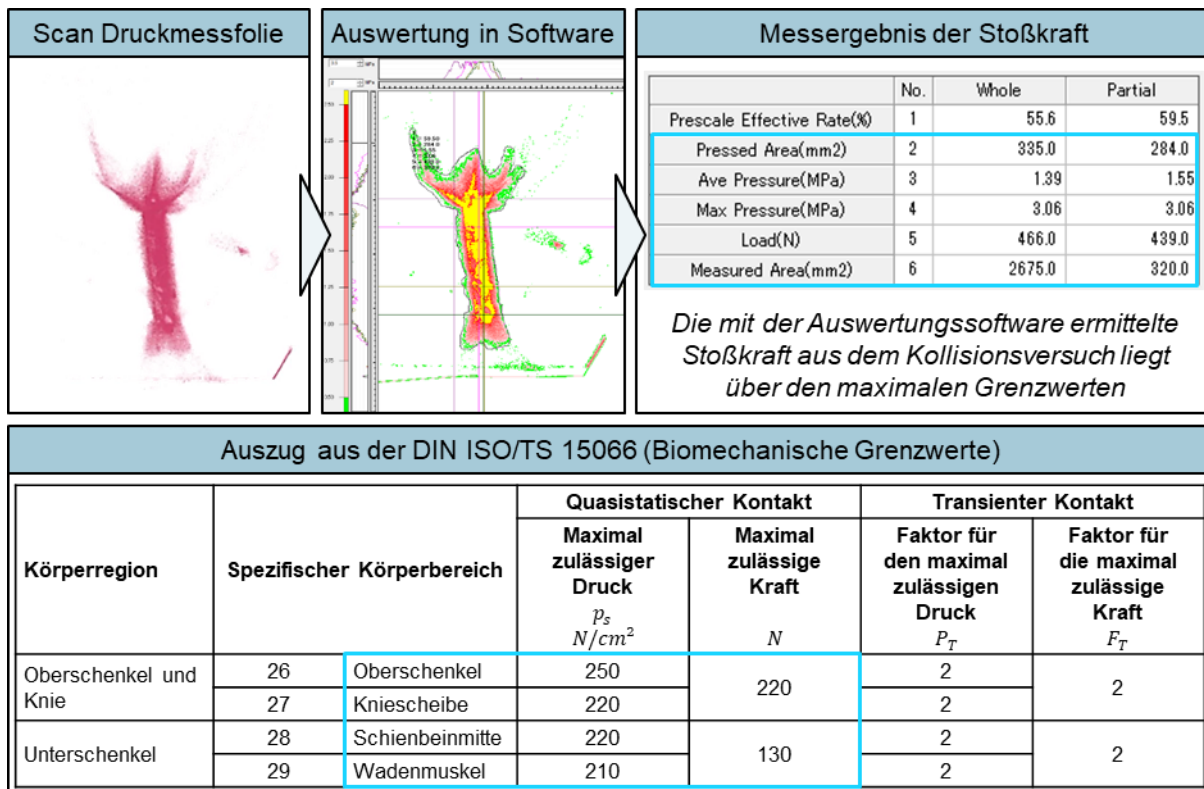 Scan Druckmessfolie
Auswertung in Software
Messergebnis der Stoßkraft
No. Whole Partial
Prescale Effective Rate(%) 1 55.6 59.5
Pressed Area(mm2) 2 335.0 284.0
Ave Pressure(MPa) 3 1.39 1.55
Max Pressure(MPa) 4 3.06 3.06
Load(N) 5 466.0 439.0
Measured Area(mm2) 6 2675.0 320.0
Die mit der Auswertungssoftware ermittelte
Stoßkraft aus dem Kollisionsversuch liegt
über den maximalen Grenzwerten
Auszug aus der DIN ISO/TS 15066 (Biomechanische Grenzwerte)
Quasistatischer Kontakt Transienter Kontakt
Körperregion Spezifischer Körperbereich
Maximal
zulässiger
Druck
p_s
N/cm²
Maximal
zulässige
Kraft
N
Faktor für
den maximal
zulässigen
Druck
P_T
Faktor für
die maximal
zulässige
Kraft
F_T
Oberschenkel und
Knie
26 Oberschenkel 250 220 2 2
27 Kniescheibe 220 2
Unterschenkel
28 Schienbeinmitte 220 130 2 2
29 Wadenmuskel 210 2